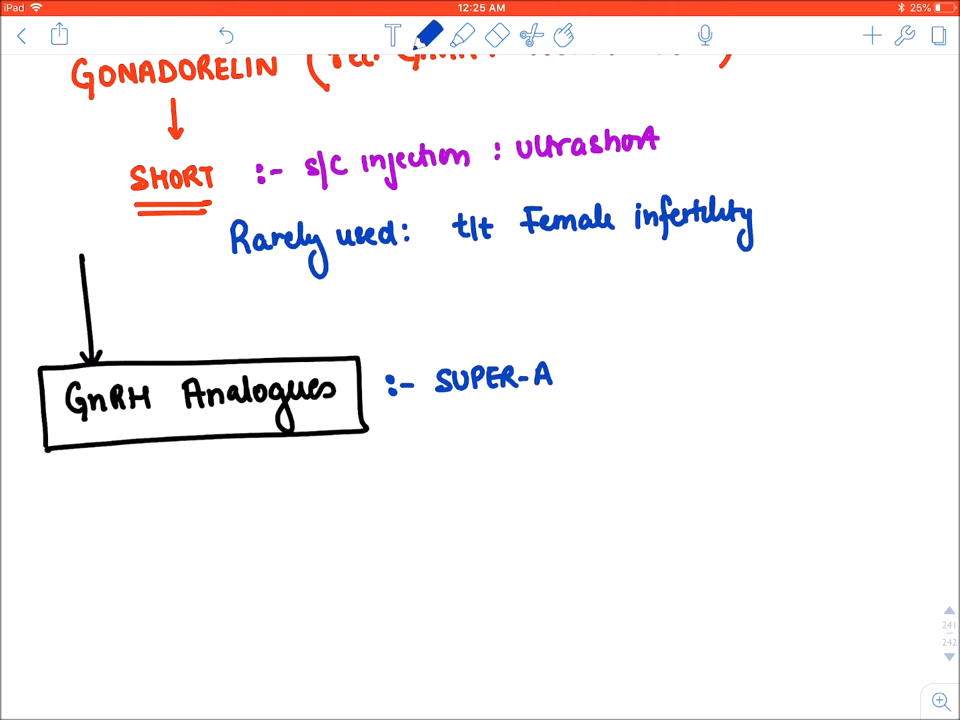 iPad 12:25 AM 25%
T
GONADORELIN (
SHORT :- s/c injection : ultrashort
Rarely used: t/t Female infertility
GnRH Analogues :- SUPER-A
241
242